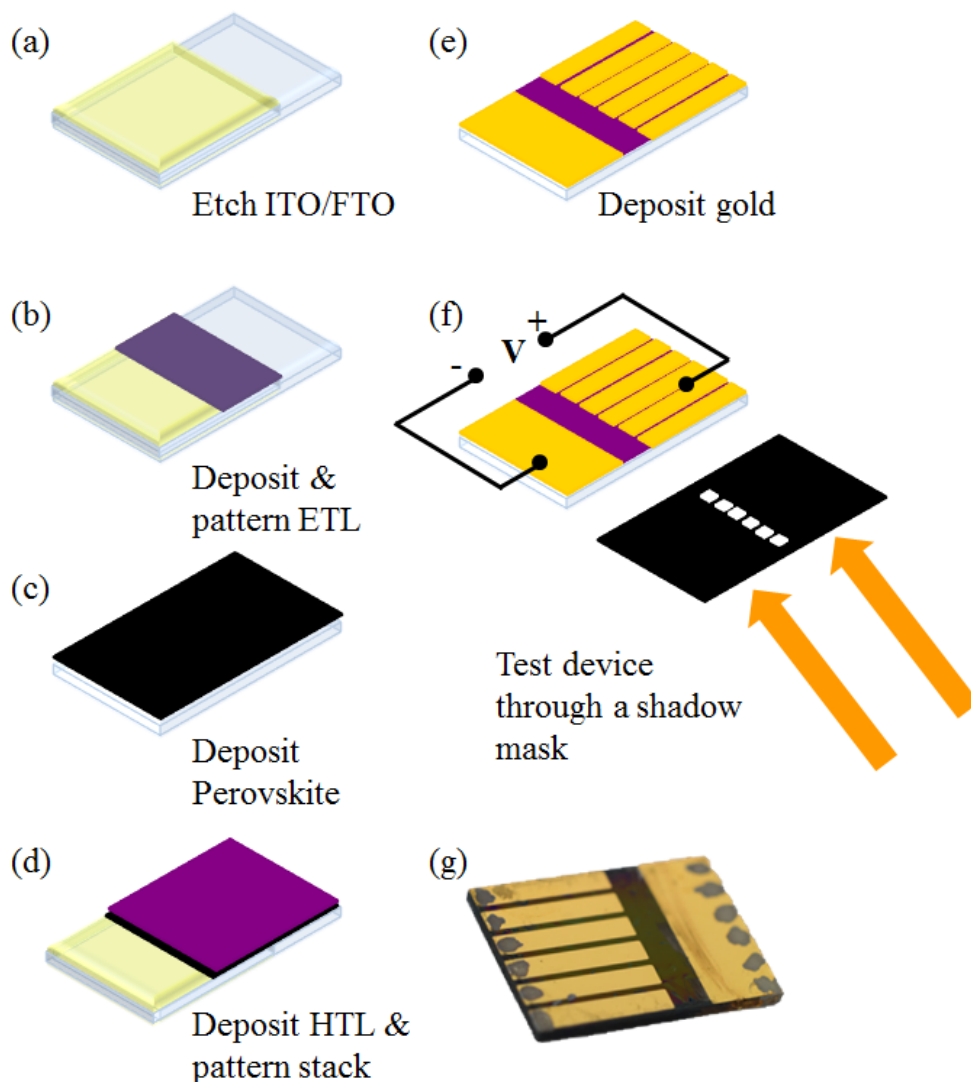 (a)
Etch ITO/FTO
(b)
Deposit &
pattern ETL
(c)
Deposit
Perovskite
(d)
Deposit HTL &
pattern stack
(e)
Deposit gold
(f)
+
V
-
Test device
through a shadow
mask
(g)